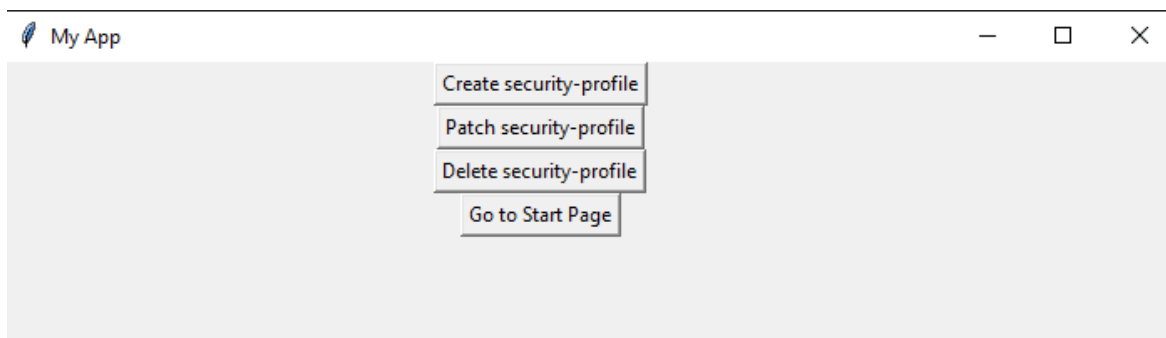 My App
Create security-profile
Patch security-profile
Delete security-profile
Go to Start Page